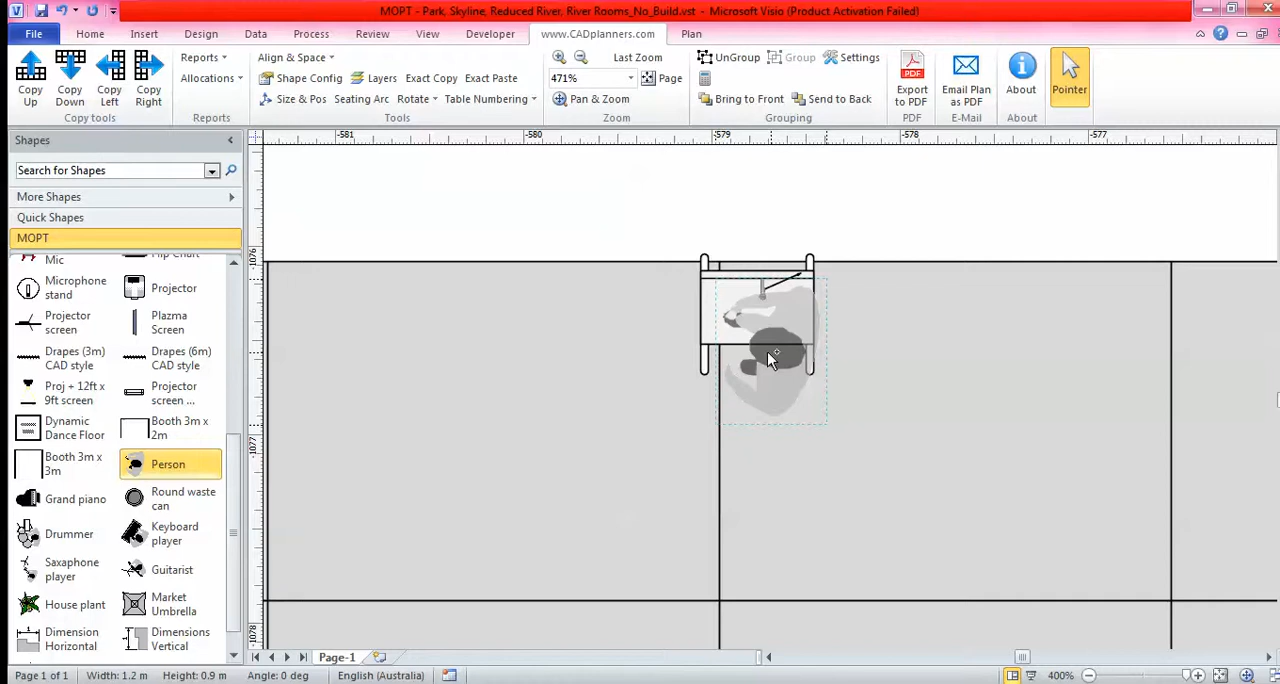 MOPT - Park, Skyline, Reduced River, River Rooms_No_Build.vst - Microsoft Visio (Product Activation Failed)
File Home Insert Design Data Process Review View Developer www.CADplanners.com Plan
Copy Up
Copy Down
Copy Left
Copy Right
Copy tools
Reports
Allocations
Reports
Align & Space
Shape Config Layers Exact Copy Exact Paste
Size & Pos Seating Arc Rotate Table Numbering
Tools
Last Zoom
471% Page
Pan & Zoom
Zoom
UnGroup Group Settings
Bring to Front Send to Back
Grouping
PDF
Export to PDF
PDF
Email Plan as PDF
E-Mail
About
About
Pointer
Shapes
Search for Shapes
More Shapes
Quick Shapes
MOPT
Mic
Flip Chart
Microphone stand
Projector
Projector screen
Plazma Screen
Drapes (3m) CAD style
Drapes (6m) CAD style
Proj + 12ft x 9ft screen
Projector screen ...
Dynamic Dance Floor
Booth 3m x 2m
Booth 3m x 3m
Person
Grand piano
Round waste can
Drummer
Keyboard player
Saxaphone player
Guitarist
House plant
Market Umbrella
Dimension Horizontal
Dimensions Vertical
-581 -580 -579 -578 -577
-1076
-1077
-1078
Page-1
Page 1 of 1 Width: 1.2 m Height: 0.9 m Angle: 0 deg English (Australia) 400%